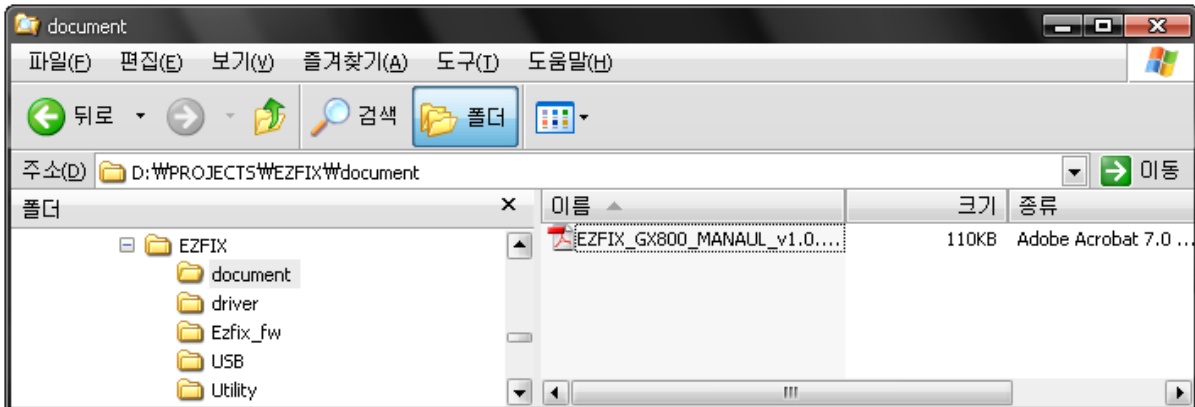 document
파일(F) 편집(E) 보기(V) 즐겨찾기(A) 도구(T) 도움말(H)
뒤로 검색 폴더
주소(D) D:₩PROJECTS₩EZFIX₩document 이동
폴더 이름 크기 종류
EZFIX EZFIX_GX800_MANAUL_v1.0.... 110KB Adobe Acrobat 7.0 ...
document
driver
Ezfix_fw
USB
Utility